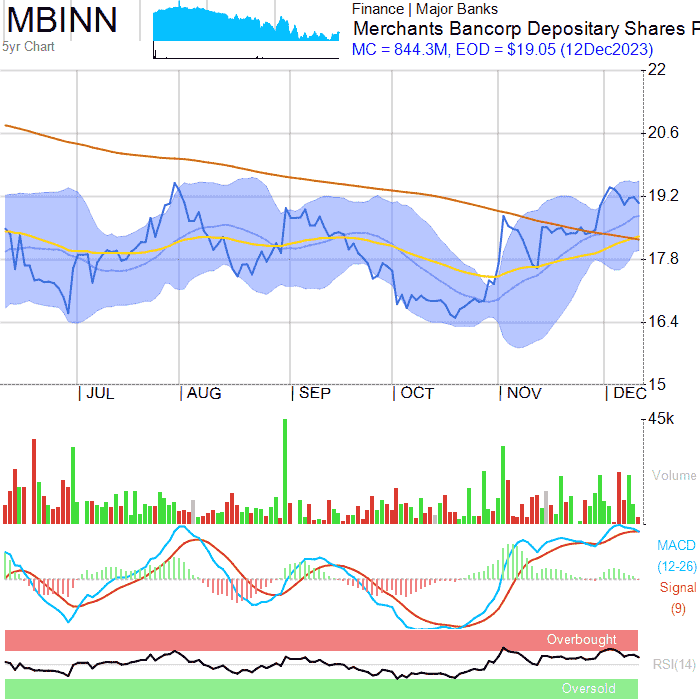 MBINN
5yr Chart
Finance | Major Banks
Merchants Bancorp Depositary Shares P
MC = 844.3M, EOD = $19.05 (12Dec2023)
22
20.6
19.2
17.8
16.4
15
| JUL | AUG | SEP | OCT | NOV | DEC
45k
Volume
MACD
(12-26)
Signal
(9)
Overbought
RSI(14)
Oversold